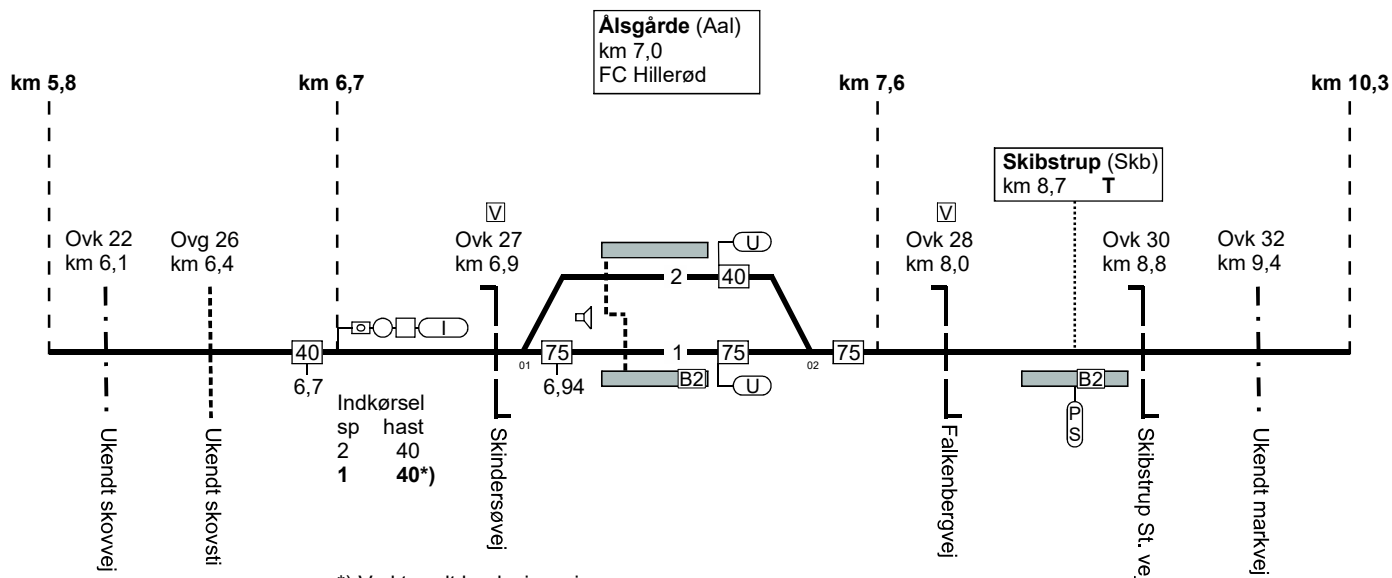 Ålsgårde (Aal)
km 7,0
FC Hillerød
km 5,8
km 6,7
km 7,6
km 10,3
Skibstrup (Skb)
km 8,7 T
Ovk 22
km 6,1
Ovg 26
km 6,4
V
Ovk 27
km 6,9
U
2
40
V
Ovk 28
km 8,0
Ovk 30
km 8,8
Ovk 32
km 9,4
I
40
75
1
75
75
01
02
6,7
6,94
B2
U
B2
P
S
Indkørsel
sp hast
2 40
1 40*)
Ukendt skovvej
Ukendt skovsti
Skindersøvej
Falkenbergvej
Skibstrup St. ve
Ukendt markvej